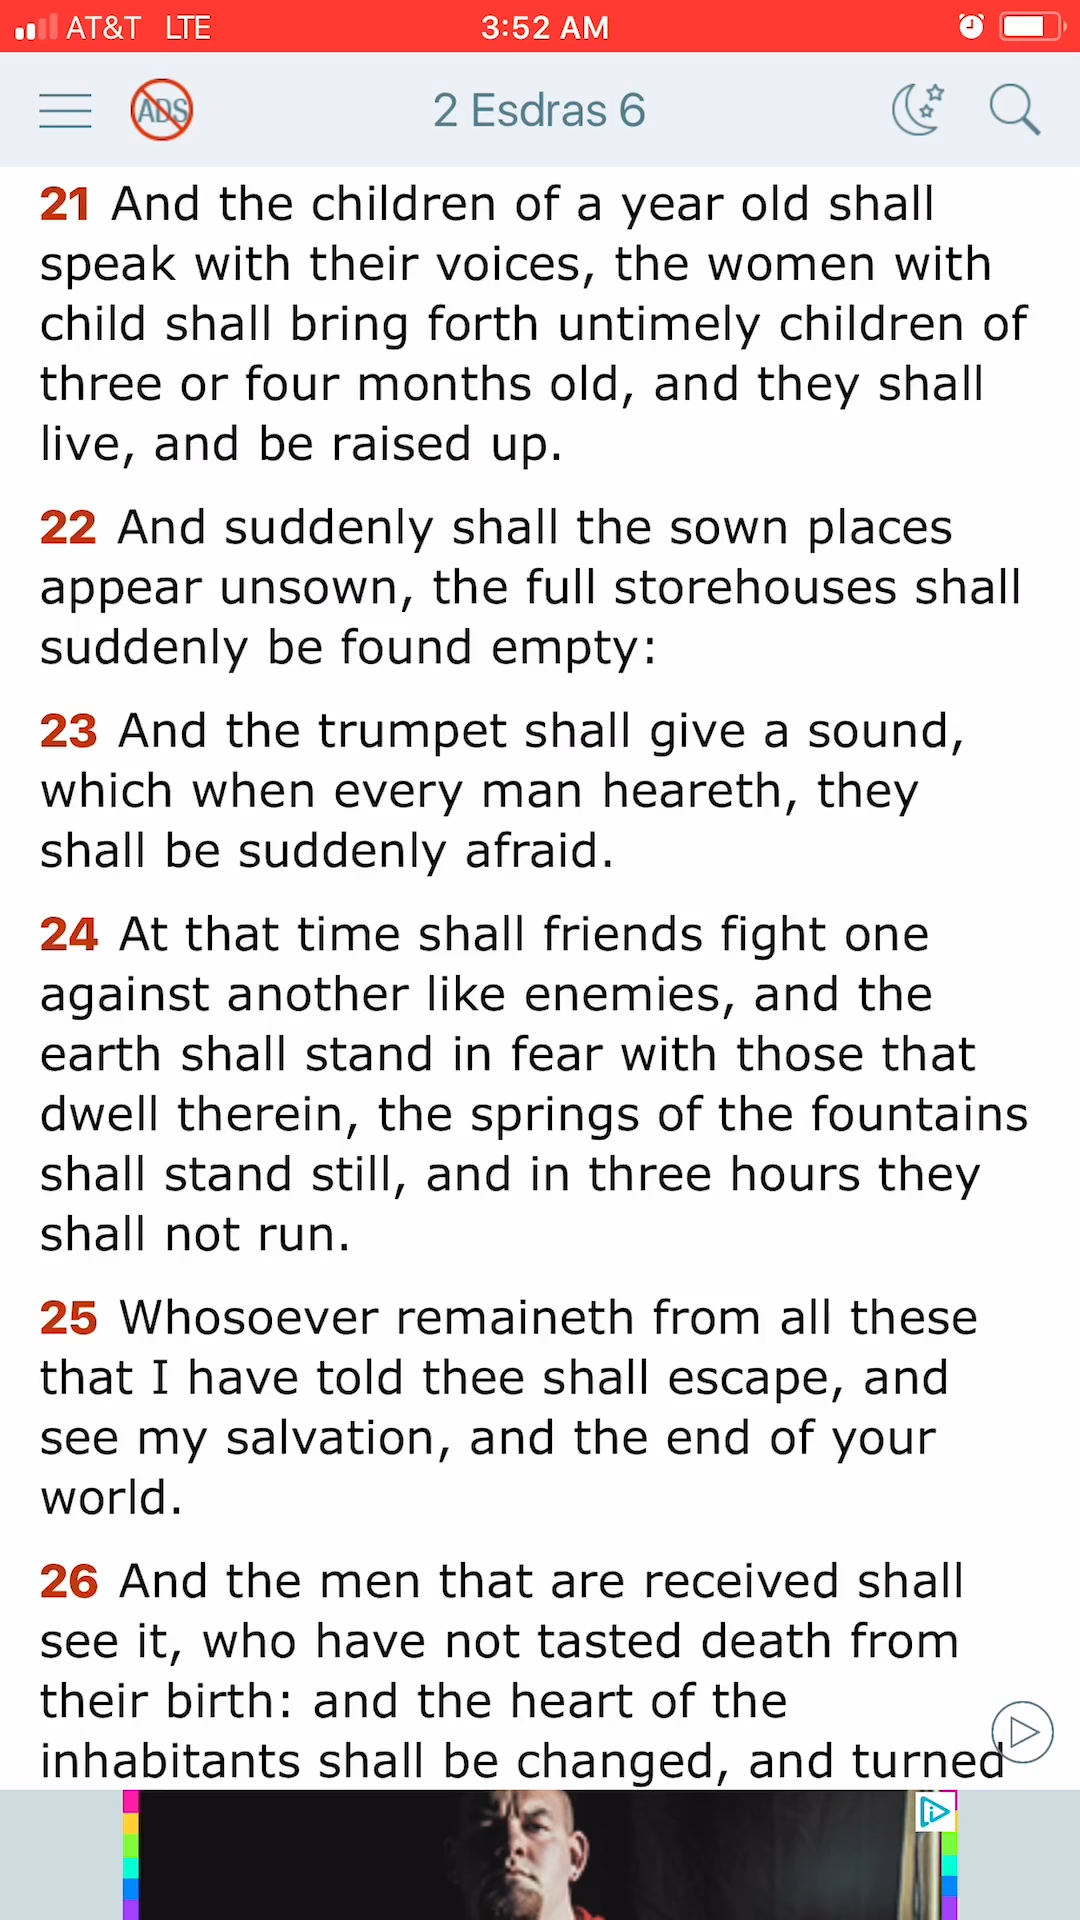 AT&T LTE 3:52 AM
ADS 2 Esdras 6
21 And the children of a year old shall
speak with their voices, the women with
child shall bring forth untimely children of
three or four months old, and they shall
live, and be raised up.
22 And suddenly shall the sown places
appear unsown, the full storehouses shall
suddenly be found empty:
23 And the trumpet shall give a sound,
which when every man heareth, they
shall be suddenly afraid.
24 At that time shall friends fight one
against another like enemies, and the
earth shall stand in fear with those that
dwell therein, the springs of the fountains
shall stand still, and in three hours they
shall not run.
25 Whosoever remaineth from all these
that I have told thee shall escape, and
see my salvation, and the end of your
world.
26 And the men that are received shall
see it, who have not tasted death from
their birth: and the heart of the
inhabitants shall be changed, and turned